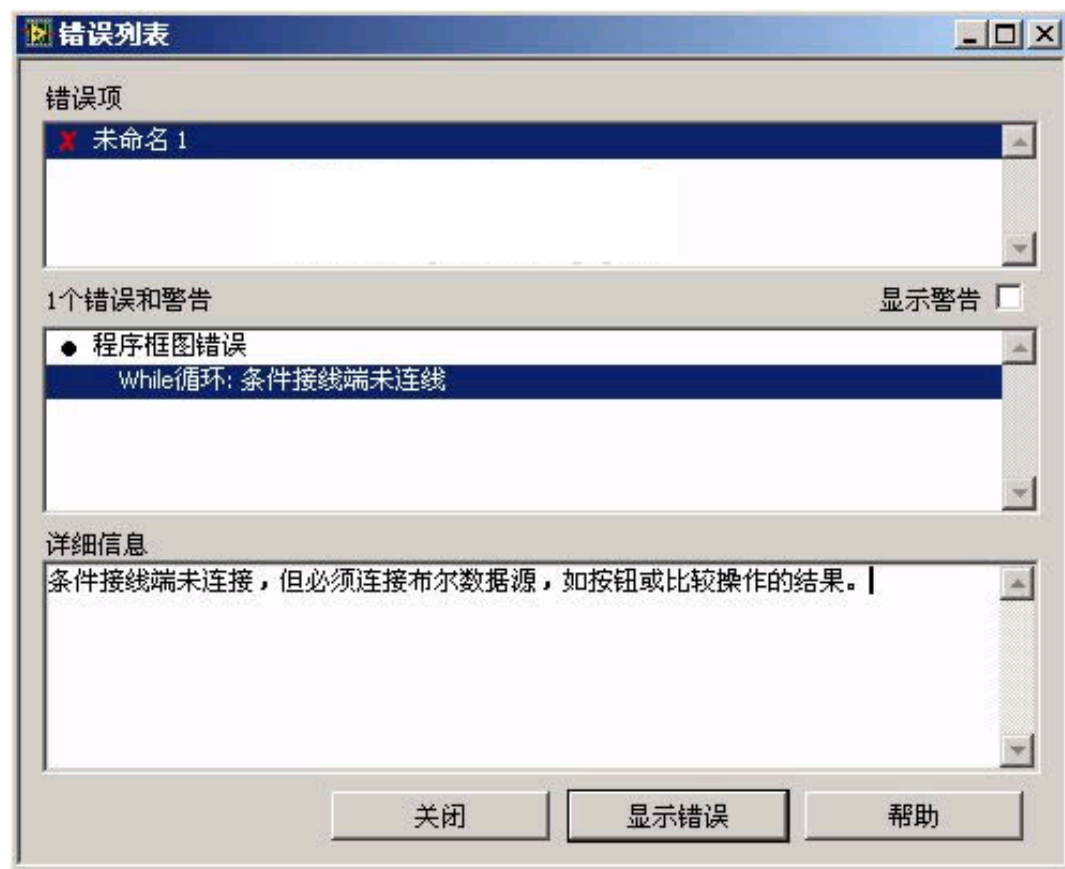 错误列表
错误项
未命名 1
1个错误和警告
显示警告
程序框图错误
While循环: 条件接线端未连线
详细信息
条件接线端未连接，但必须连接布尔数据源，如按钮或比较操作的结果。
关闭
显示错误
帮助